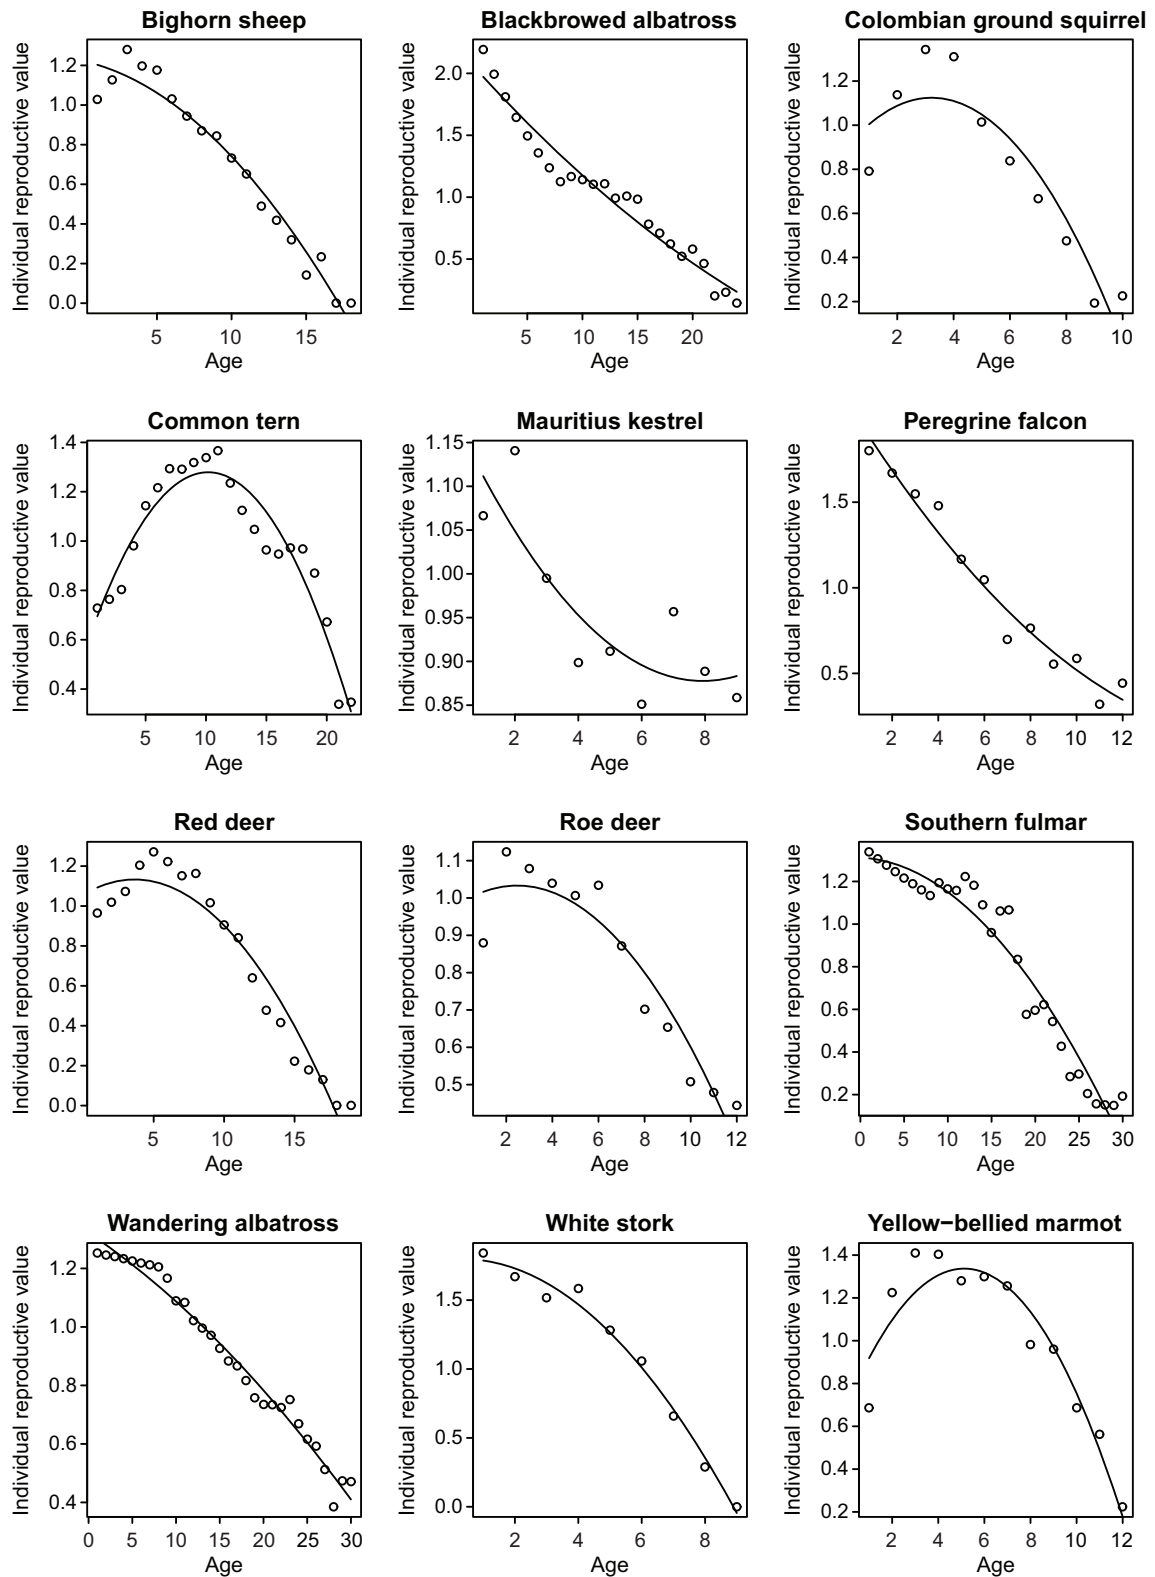 Bighorn sheep
Individual reproductive value
1.2
1.0
0.8
0.6
0.4
0.2
0.0
5 10 15
Age
Blackbrowed albatross
Individual reproductive value
2.0
1.5
1.0
0.5
5 10 15 20
Age
Colombian ground squirrel
Individual reproductive value
1.2
1.0
0.8
0.6
0.4
0.2
2 4 6 8 10
Age
Common tern
Individual reproductive value
1.4
1.2
1.0
0.8
0.6
0.4
5 10 15 20
Age
Mauritius kestrel
Individual reproductive value
1.15
1.10
1.05
1.00
0.95
0.90
0.85
2 4 6 8
Age
Peregrine falcon
Individual reproductive value
1.5
1.0
0.5
2 4 6 8 10 12
Age
Red deer
Individual reproductive value
1.2
1.0
0.8
0.6
0.4
0.2
0.0
5 10 15
Age
Roe deer
Individual reproductive value
1.1
1.0
0.9
0.8
0.7
0.6
0.5
2 4 6 8 10 12
Age
Southern fulmar
Individual reproductive value
1.2
1.0
0.8
0.6
0.4
0.2
0 5 10 15 20 25 30
Age
Wandering albatross
Individual reproductive value
1.2
1.0
0.8
0.6
0.4
0 5 10 15 20 25 30
Age
White stork
Individual reproductive value
1.5
1.0
0.5
0.0
2 4 6 8
Age
Yellow−bellied marmot
Individual reproductive value
1.4
1.2
1.0
0.8
0.6
0.4
0.2
2 4 6 8 10 12
Age